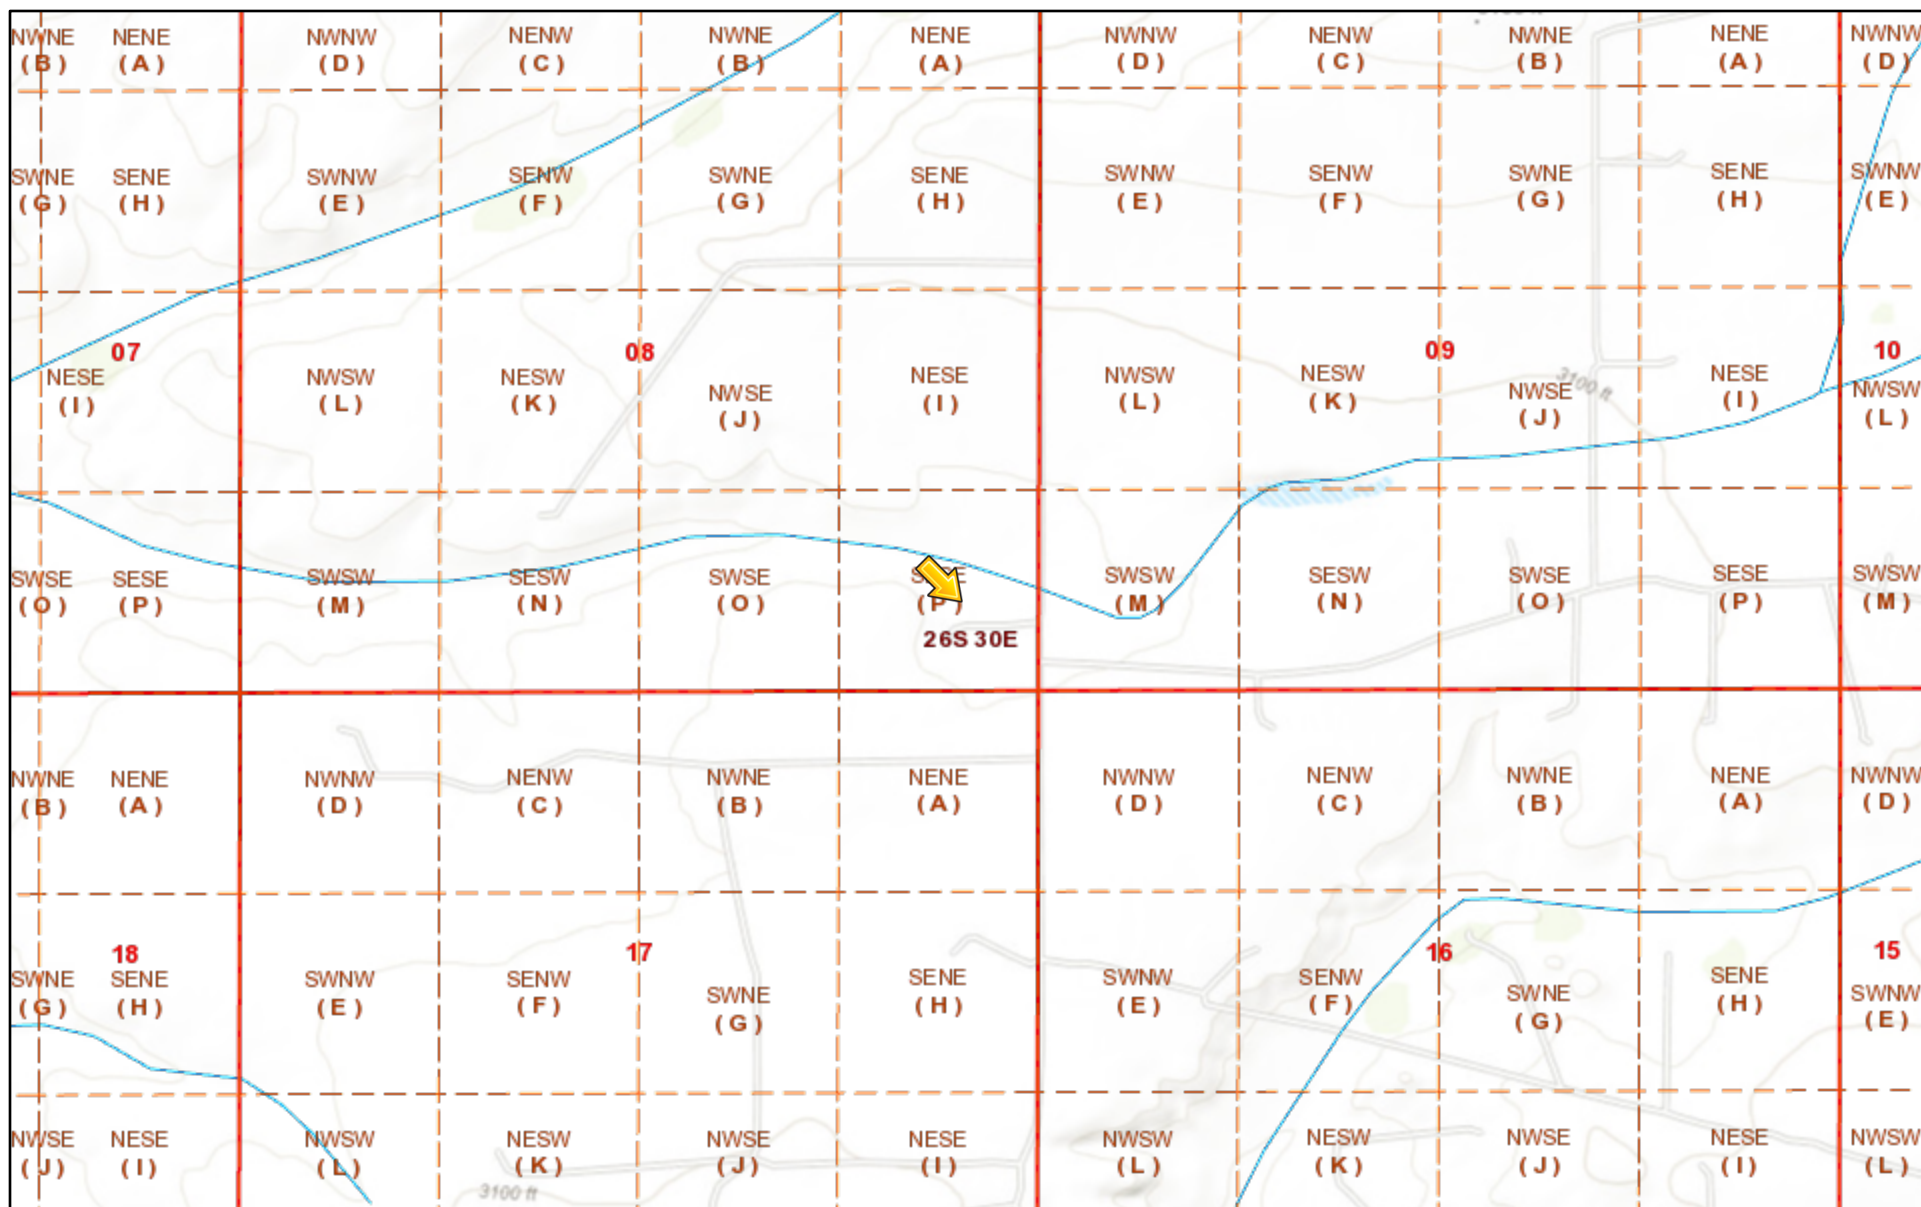 NWNE NENE NWNW NENW NWNE NENE NWNW NENW NWNE NENE NWNW
(B) (A) (D) (C) (B) (A) (D) (C) (B) (A) (D)
SWNE SENE SWNW SENW SWNE SENE SWNW SENW SWNE SENE SWNW
(G) (H) (E) (F) (G) (H) (E) (F) (G) (H) (E)
07 08 09 10
NESE NWSW NESW NWSE NESE NWSW NESW 3100 ft NWSE NESE NWSW
(I) (L) (K) (J) (I) (L) (K) (J) (I) (L)
SWSE SESE SWSW SESW SWSE SWSW SESW SWSE SESE SWSW
(O) (P) (M) (N) (O) (P) (M) (N) (O) (P) (M)
26S 30E
NWNE NENE NWNW NENW NWNE NENE NWNW NENW NWNE NENE NWNW
(B) (A) (D) (C) (B) (A) (D) (C) (B) (A) (D)
18 17 16 15
SWNE SENE SWNW SENW SWNE SENE SWNW SENW SWNE SENE SWNW
(G) (H) (E) (F) (G) (H) (E) (F) (G) (H) (E)
NWSE NESE NWSW NESW NWSE NESE NWSW NESW NWSE NESE NWSW
(J) (I) (L) (K) (J) (I) (L) (K) (J) (I) (L)
3100 ft